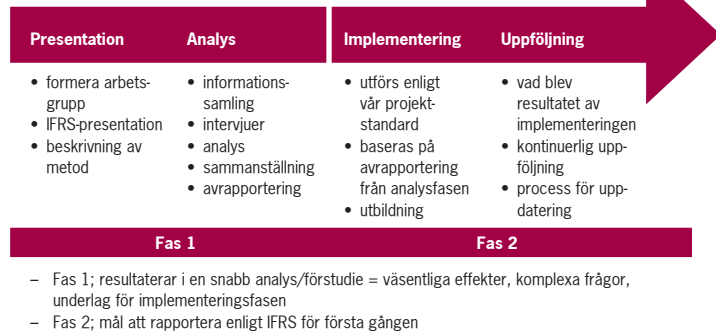 Presentation
• formera arbets-
grupp
• IFRS-presentation
• beskrivning av
metod
Analys
• informations-
samling
• intervjuer
• analys
• sammanställning
• avrapportering
Implementering
• utförs enligt
vår projekt-
standard
• baseras på
avrapportering
från analysfasen
• utbildning
Uppföljning
• vad blev
resultatet av
implementeringen
• kontinuerlig upp-
följning
• process för upp-
datering
Fas 1
Fas 2
– Fas 1; resulterar i en snabb analys/förstudie = väsentliga effekter, komplexa frågor,
underlag för implementeringsfasen
– Fas 2; mål att rapportera enligt IFRS för första gången